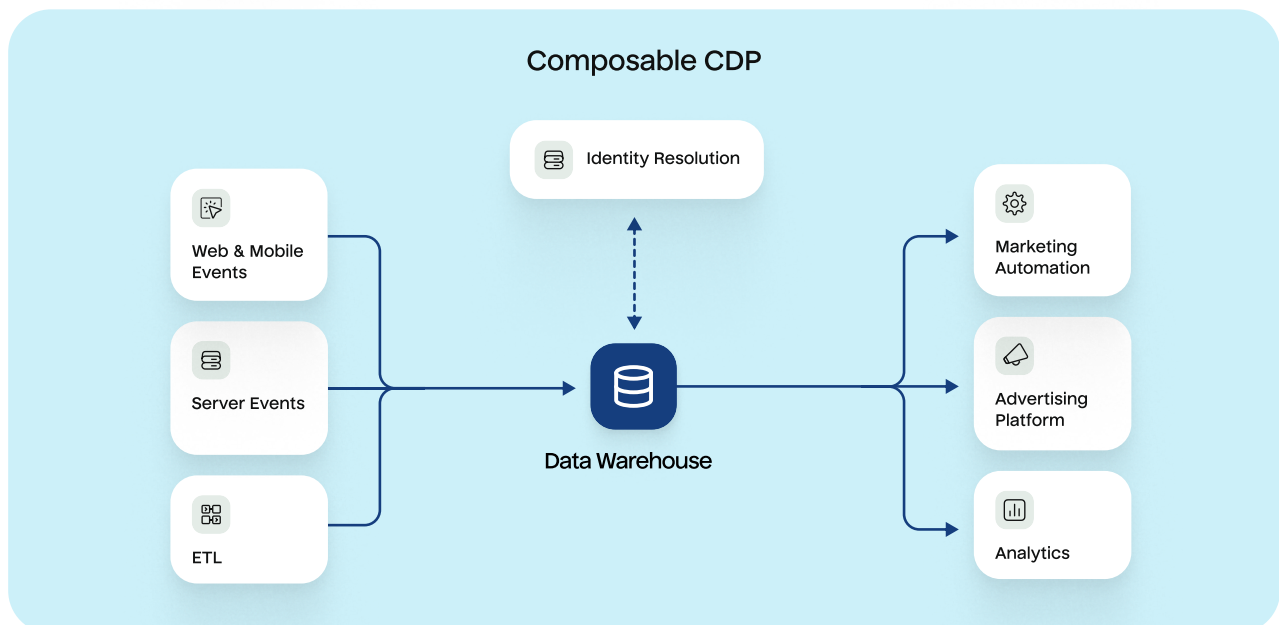 Composable CDP
Identity Resolution
Web & Mobile
Events
Server Events
ETL
Data Warehouse
Marketing
Automation
Advertising
Platform
Analytics